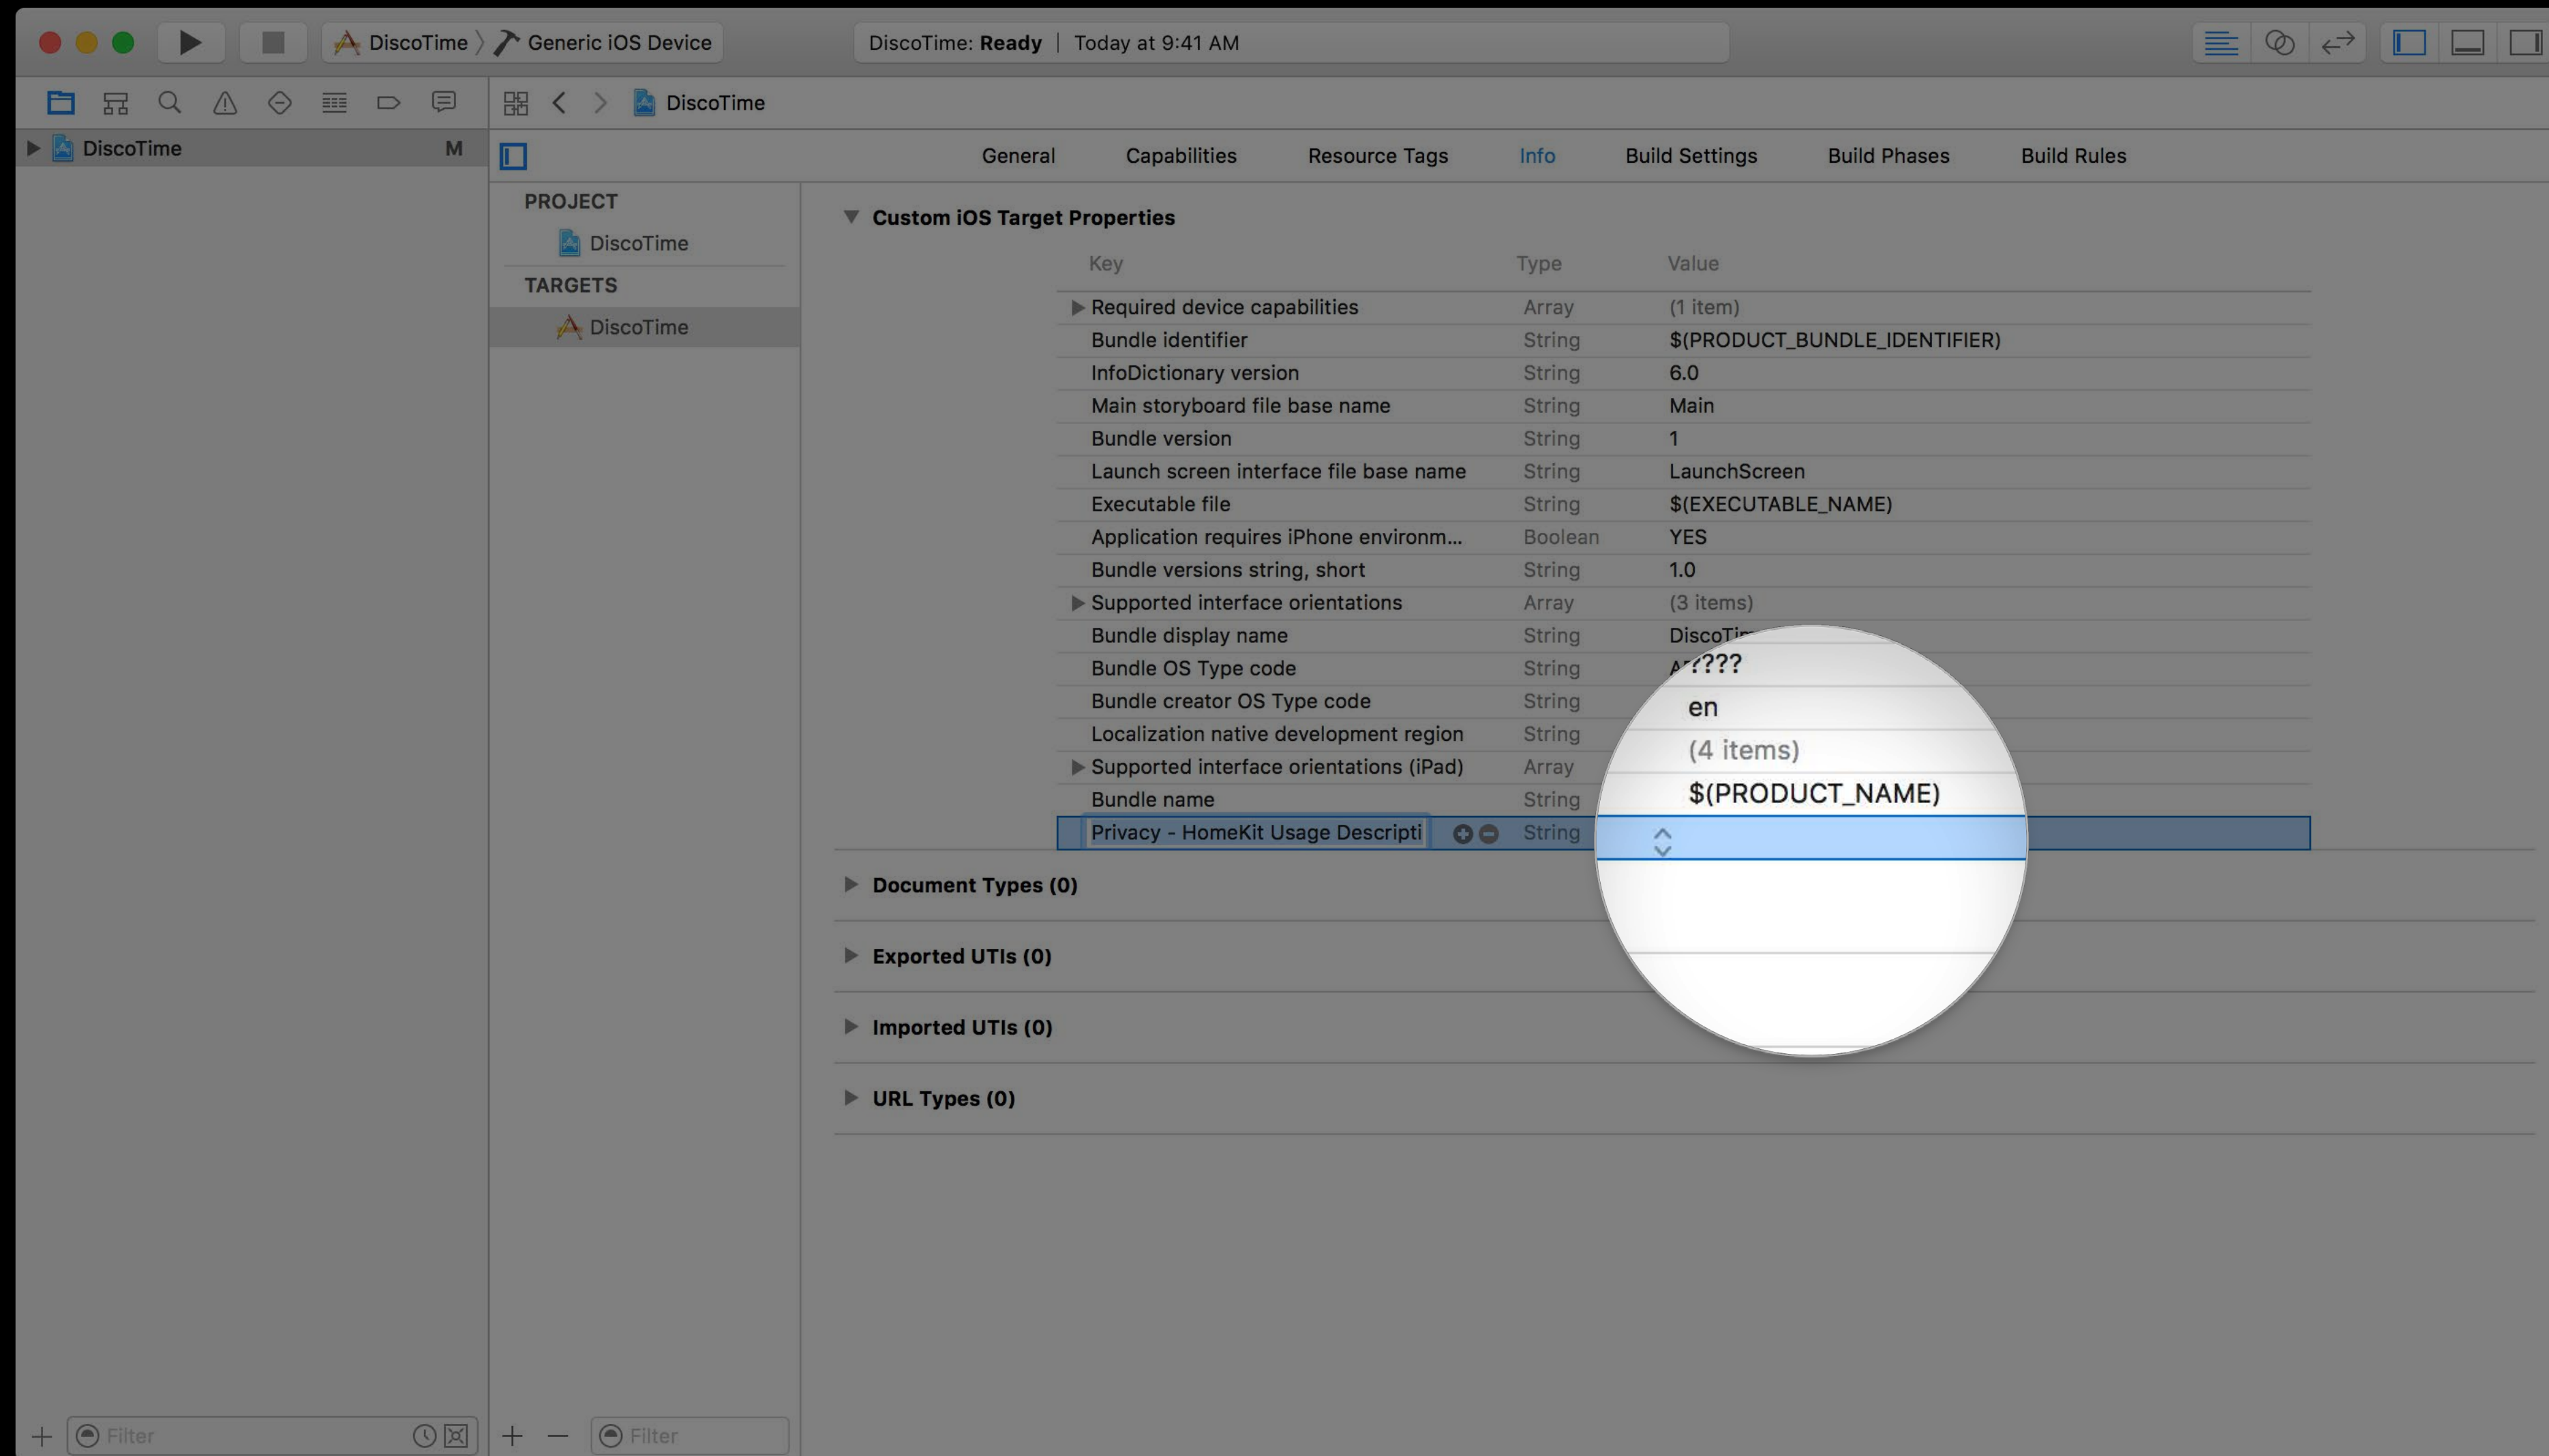 DiscoTime Generic iOS Device
DiscoTime: Ready | Today at 9:41 AM
DiscoTime
DiscoTime M
General Capabilities Resource Tags Info Build Settings Build Phases Build Rules
PROJECT
DiscoTime
TARGETS
DiscoTime
Custom iOS Target Properties
Key Type Value
Required device capabilities Array (1 item)
Bundle identifier String $(PRODUCT_BUNDLE_IDENTIFIER)
InfoDictionary version String 6.0
Main storyboard file base name String Main
Bundle version String 1
Launch screen interface file base name String LaunchScreen
Executable file String $(EXECUTABLE_NAME)
Application requires iPhone environm... Boolean YES
Bundle versions string, short String 1.0
Supported interface orientations Array (3 items)
Bundle display name String
Bundle OS Type code String
Bundle creator OS Type code String ????
Localization native development region String en
Supported interface orientations (iPad) Array (4 items)
Bundle name String $(PRODUCT_NAME)
Privacy - HomeKit Usage Descripti String
Document Types (0)
Exported UTIs (0)
Imported UTIs (0)
URL Types (0)
Filter
Filter